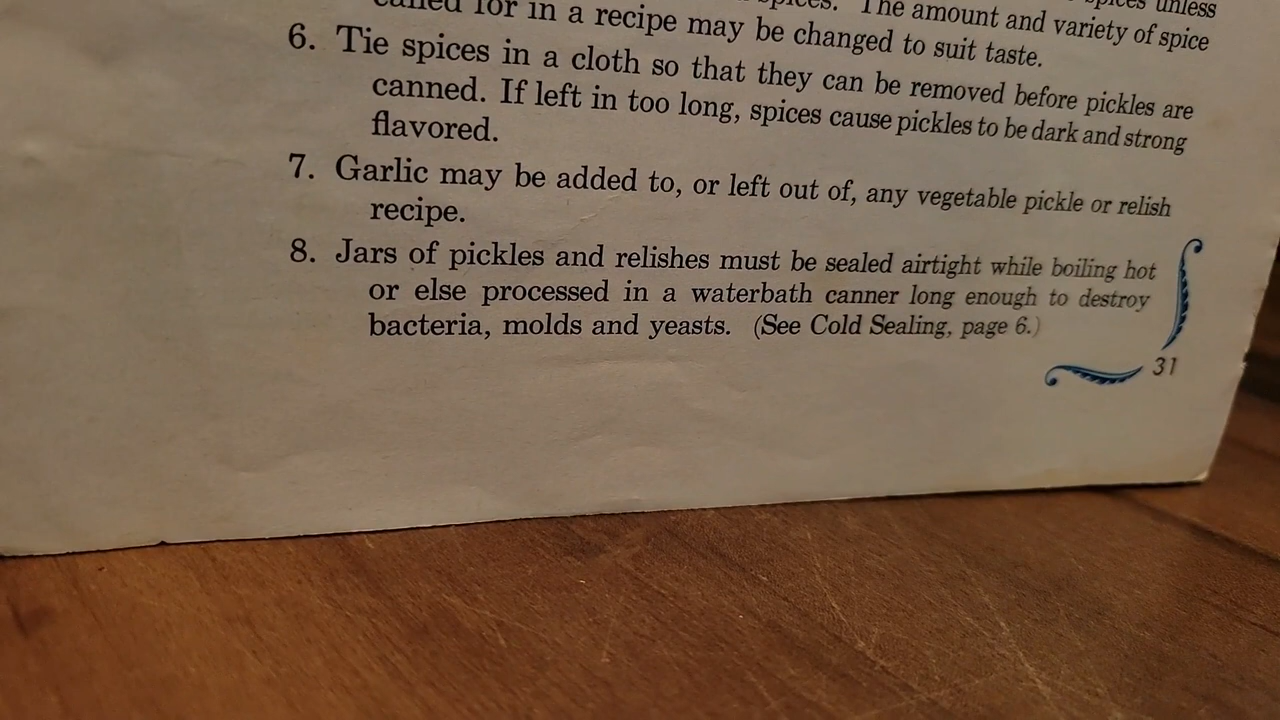 spices. The amount and variety of spice
called for in a recipe may be changed to suit taste.
6. Tie spices in a cloth so that they can be removed before pickles are
canned. If left in too long, spices cause pickles to be dark and strong
flavored.
7. Garlic may be added to, or left out of, any vegetable pickle or relish
recipe.
8. Jars of pickles and relishes must be sealed airtight while boiling hot
or else processed in a waterbath canner long enough to destroy
bacteria, molds and yeasts. (See Cold Sealing, page 6.)
31